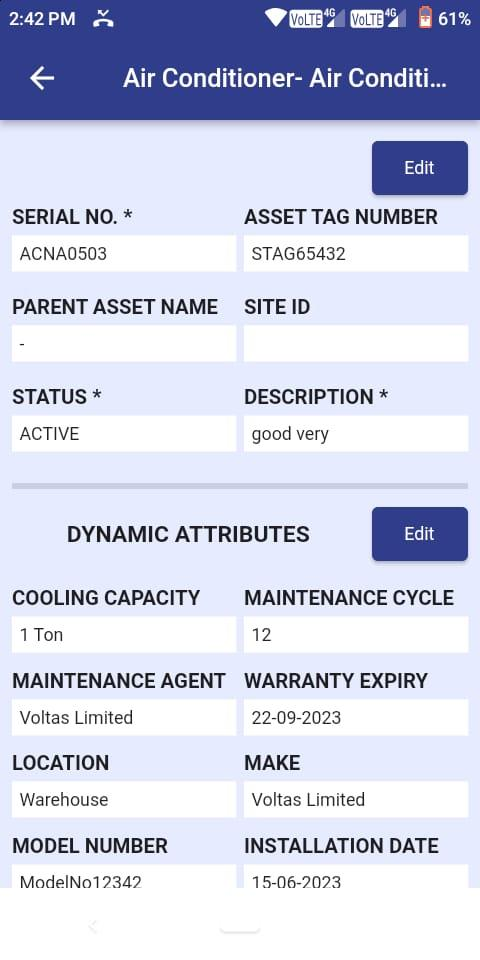 2:42 PM VoLTE 4G VoLTE 4G 61%
Air Conditioner- Air Conditi...
Edit
SERIAL NO. * ASSET TAG NUMBER
ACNA0503 STAG65432
PARENT ASSET NAME SITE ID
-
STATUS * DESCRIPTION *
ACTIVE good very
DYNAMIC ATTRIBUTES Edit
COOLING CAPACITY MAINTENANCE CYCLE
1 Ton 12
MAINTENANCE AGENT WARRANTY EXPIRY
Voltas Limited 22-09-2023
LOCATION MAKE
Warehouse Voltas Limited
MODEL NUMBER INSTALLATION DATE
ModelNo12342 15-06-2023